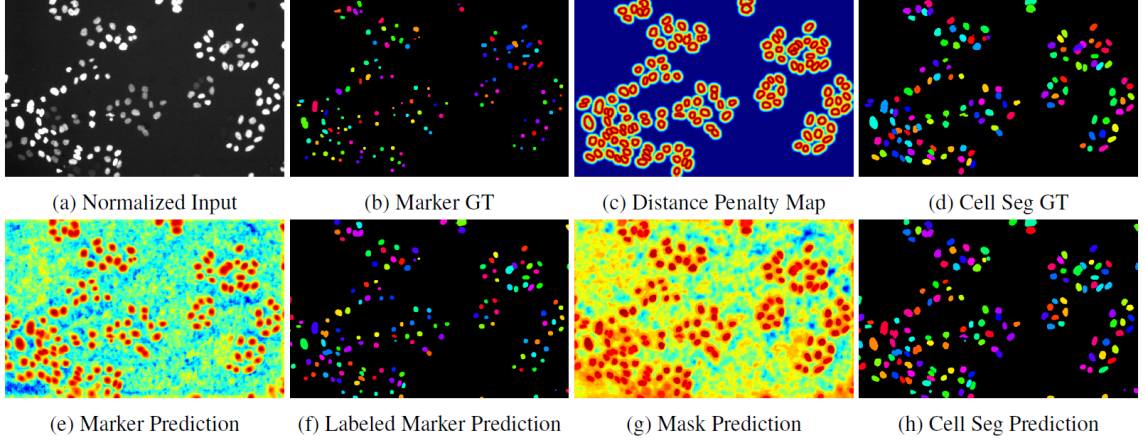 (a) Normalized Input
(b) Marker GT
(c) Distance Penalty Map
(d) Cell Seg GT
(e) Marker Prediction
(f) Labeled Marker Prediction
(g) Mask Prediction
(h) Cell Seg Prediction